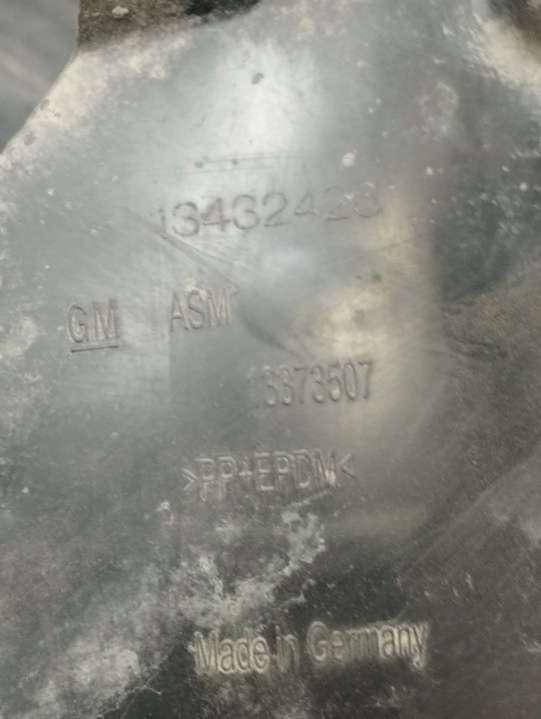 13432423
GM ASM
13373507
>PP+EPDM<
Made in Germany